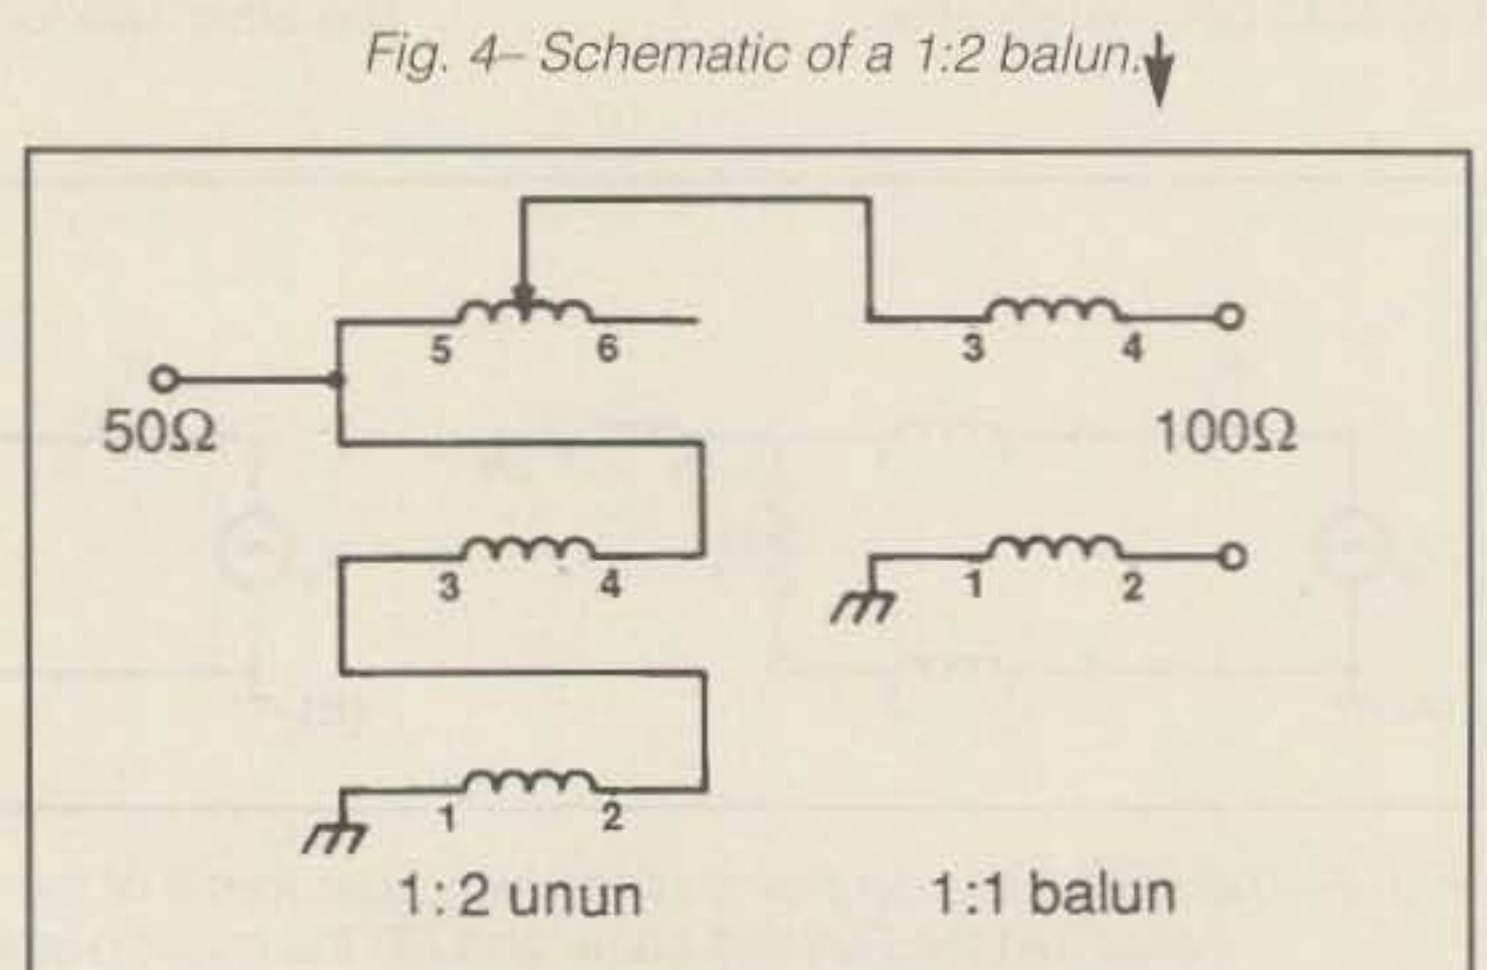 Fig. 4– Schematic of a 1:2 balun.
5 6 3 4
50Ω 100Ω
3 4 1 2
1 2
1:2 unun 1:1 balun